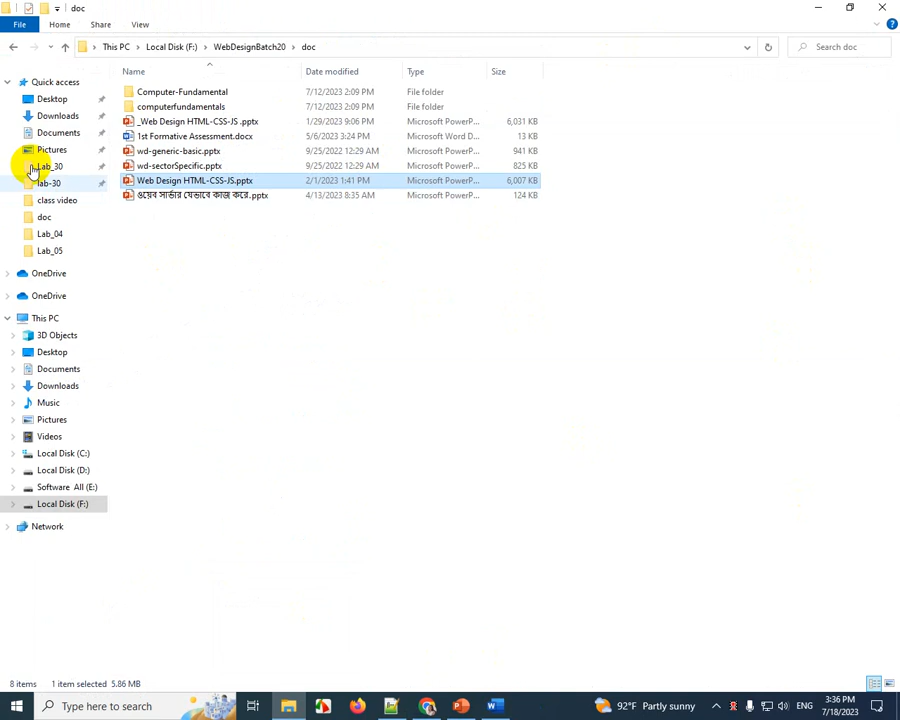 doc
File Home Share View
This PC Local Disk (F:) WebDesignBatch20 doc Search doc
Name Date modified Type Size
Quick access
Desktop
Downloads
Documents
Pictures
Lab_30
lab-30
class video
doc
Lab_04
Lab_05
OneDrive
OneDrive
This PC
3D Objects
Desktop
Documents
Downloads
Music
Pictures
Videos
Local Disk (C:)
Local Disk (D:)
Software All (E:)
Local Disk (F:)
Network
Computer-Fundamental 7/12/2023 2:09 PM File folder
computerfundamentals 7/12/2023 2:09 PM File folder
_Web Design HTML-CSS-JS .pptx 1/29/2023 9:06 PM Microsoft PowerP... 6,031 KB
1st Formative Assessment.docx 5/6/2023 3:24 PM Microsoft Word D... 13 KB
wd-generic-basic.pptx 9/25/2022 12:29 AM Microsoft PowerP... 941 KB
wd-sectorSpecific.pptx 9/25/2022 12:29 AM Microsoft PowerP... 825 KB
Web Design HTML-CSS-JS.pptx 2/1/2023 1:41 PM Microsoft PowerP... 6,007 KB
ওয়েব সার্ভার যেভাবে কাজ করে.pptx 4/13/2023 8:35 AM Microsoft PowerP... 124 KB
8 items 1 item selected 5.86 MB
Type here to search 92°F Partly sunny ENG 3:36 PM
7/18/2023